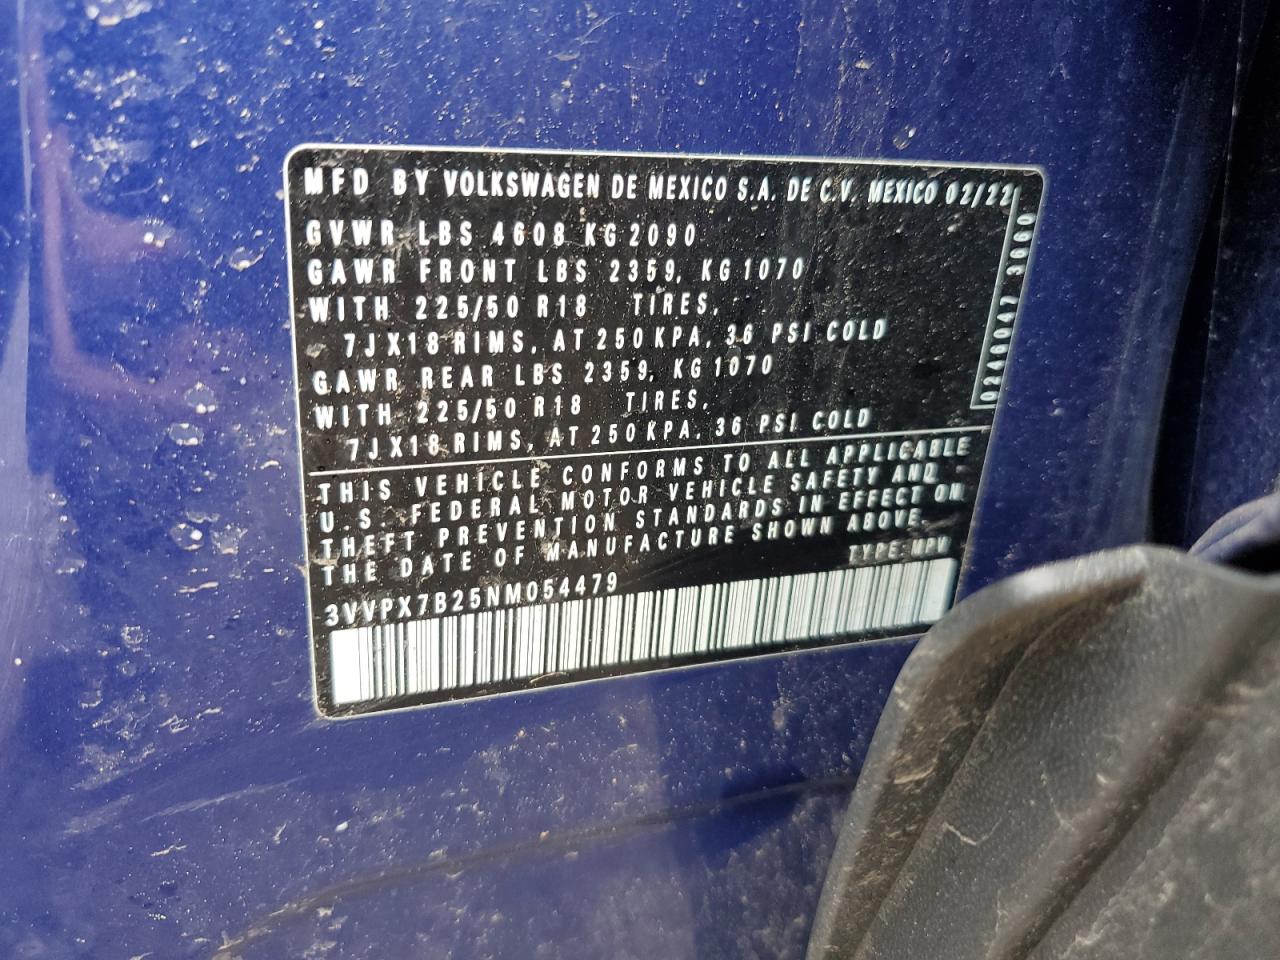 MFD BY VOLKSWAGEN DE MEXICO S.A. DE C.V. MEXICO 02/22
GVWR LBS 4608 KG 2090
GAWR FRONT LBS 2359, KG 1070
WITH 225/50 R18 TIRES,
7JX18 RIMS, AT 250 KPA, 36 PSI COLD
GAWR REAR LBS 2359, KG 1070
WITH 225/50 R18 TIRES,
7JX18 RIMS, AT 250 KPA, 36 PSI COLD
0246047 3660
THIS VEHICLE CONFORMS TO ALL APPLICABLE
U.S. FEDERAL MOTOR VEHICLE SAFETY AND
THEFT PREVENTION STANDARDS IN EFFECT ON
THE DATE OF MANUFACTURE SHOWN ABOVE.
TYPE: MPV
3VVPX7B25NM054479